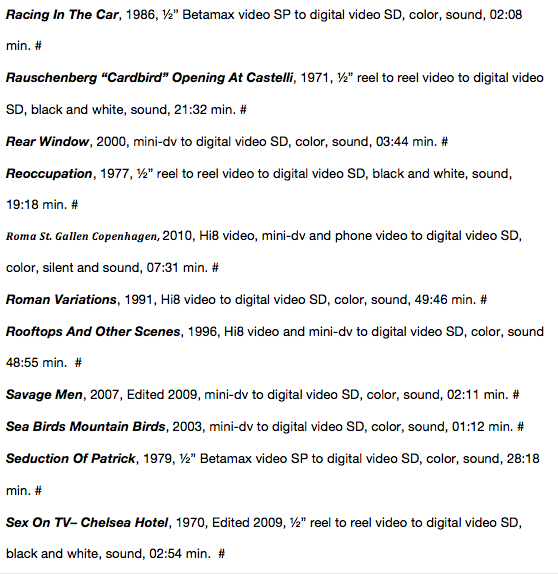 Racing In The Car, 1986, ½” Betamax video SP to digital video SD, color, sound, 02:08
min. #
Rauschenberg “Cardbird” Opening At Castelli, 1971, ½” reel to reel video to digital video
SD, black and white, sound, 21:32 min. #
Rear Window, 2000, mini-dv to digital video SD, color, sound, 03:44 min. #
Reoccupation, 1977, ½” reel to reel video to digital video SD, black and white, sound,
19:18 min. #
Roma St. Gallen Copenhagen, 2010, Hi8 video, mini-dv and phone video to digital video SD,
color, silent and sound, 07:31 min. #
Roman Variations, 1991, Hi8 video to digital video SD, color, sound, 49:46 min. #
Rooftops And Other Scenes, 1996, Hi8 video and mini-dv to digital video SD, color, sound
48:55 min.  #
Savage Men, 2007, Edited 2009, mini-dv to digital video SD, color, sound, 02:11 min. #
Sea Birds Mountain Birds, 2003, mini-dv to digital video SD, color, sound, 01:12 min. #
Seduction Of Patrick, 1979, ½” Betamax video SP to digital video SD, color, sound, 28:18
min. #
Sex On TV– Chelsea Hotel, 1970, Edited 2009, ½” reel to reel video to digital video SD,
black and white, sound, 02:54 min.  #